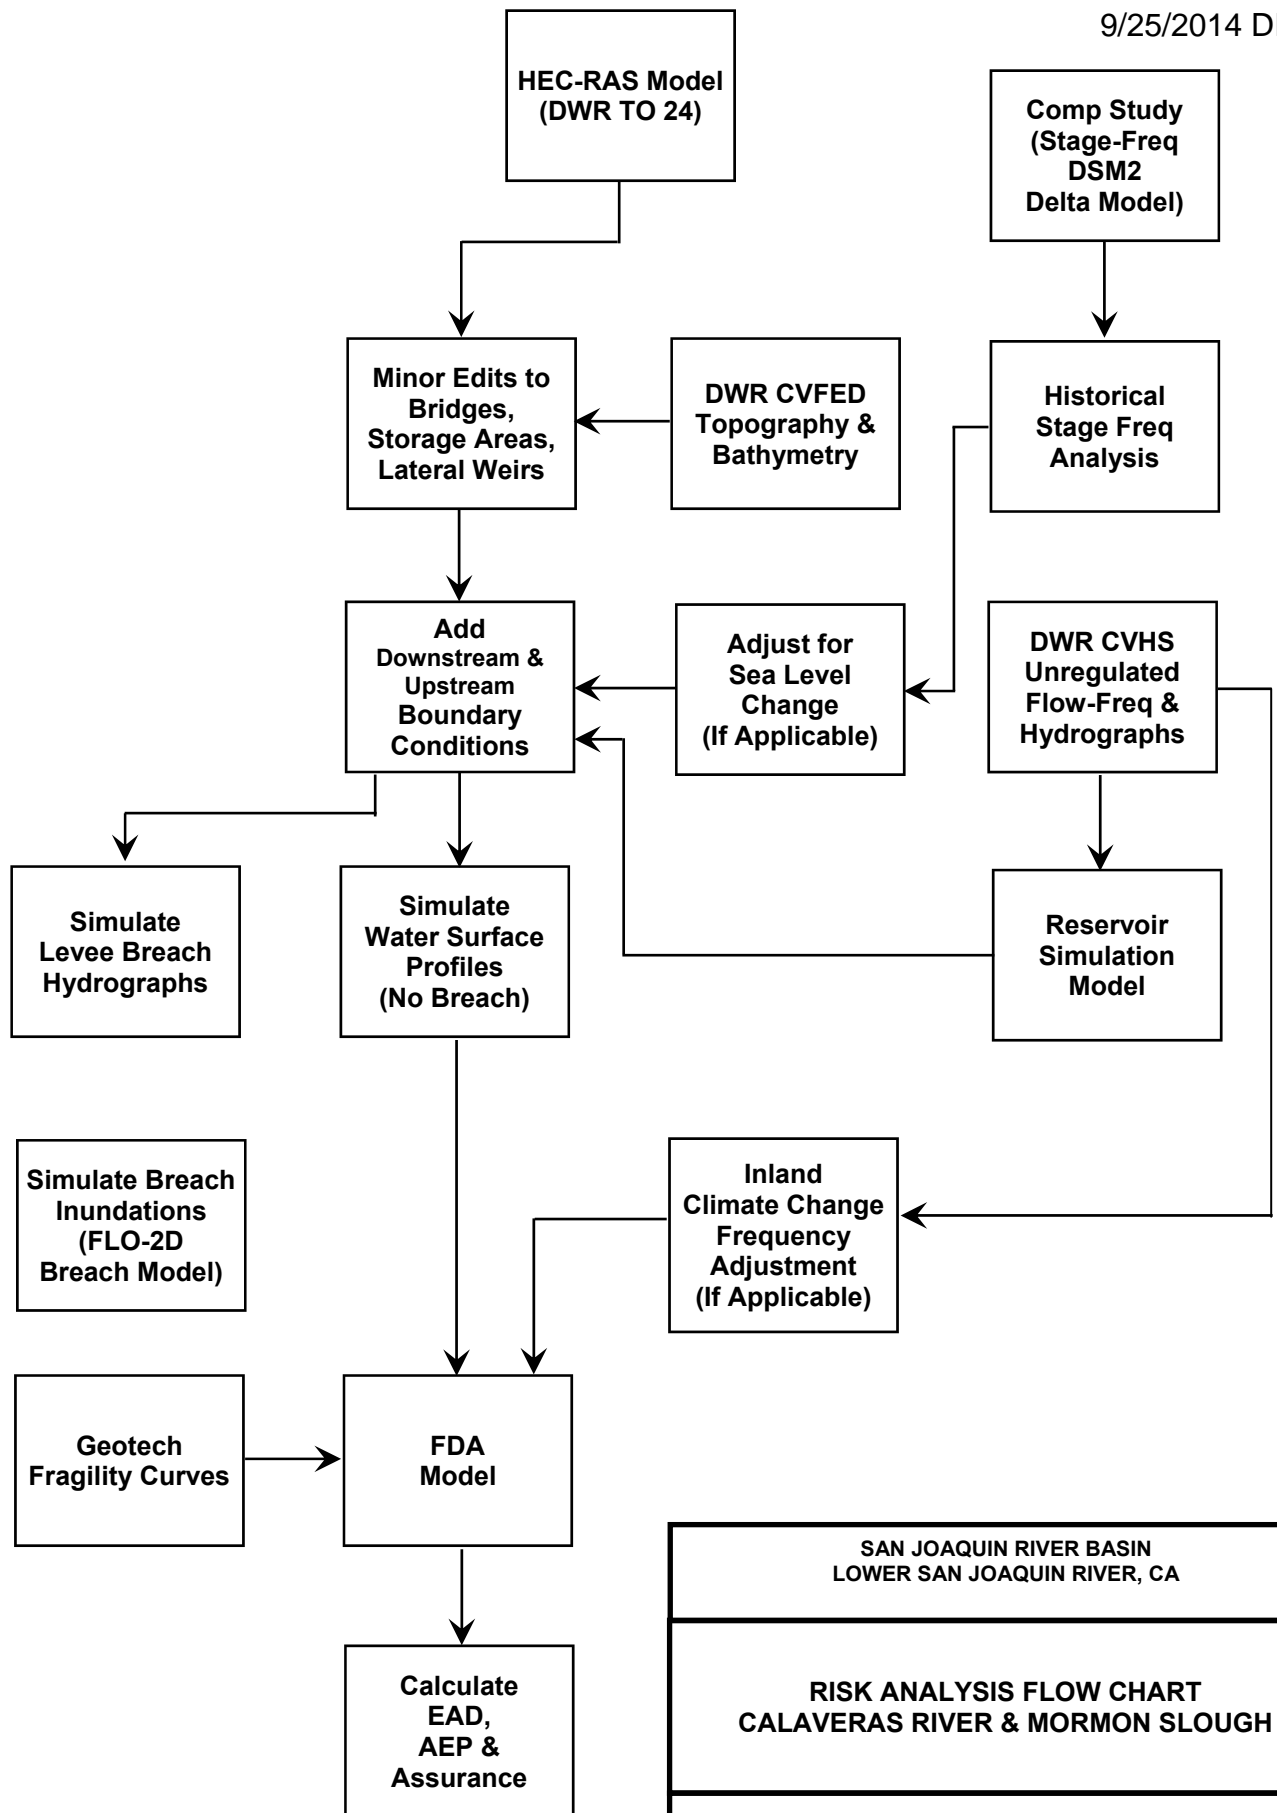 9/25/2014
HEC-RAS Model
(DWR TO 24)
Comp Study
(Stage-Freq
DSM2
Delta Model)
Minor Edits to
Bridges,
Storage Areas,
Lateral Weirs
DWR CVFED
Topography &
Bathymetry
Historical
Stage Freq
Analysis
Add
Downstream &
Upstream
Boundary
Conditions
Adjust for
Sea Level
Change
(If Applicable)
DWR CVHS
Unregulated
Flow-Freq &
Hydrographs
Simulate
Levee Breach
Hydrographs
Simulate
Water Surface
Profiles
(No Breach)
Reservoir
Simulation
Model
Simulate Breach
Inundations
(FLO-2D
Breach Model)
Inland
Climate Change
Frequency
Adjustment
(If Applicable)
Geotech
Fragility Curves
FDA
Model
Calculate
EAD,
AEP &
Assurance
SAN JOAQUIN RIVER BASIN
LOWER SAN JOAQUIN RIVER, CA
RISK ANALYSIS FLOW CHART
CALAVERAS RIVER & MORMON SLOUGH